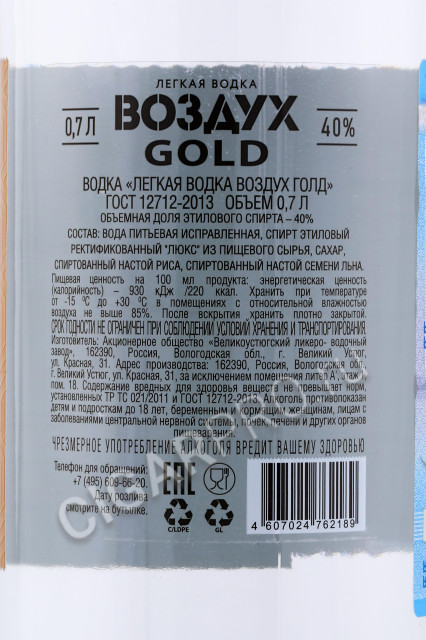 ЛЕГКАЯ ВОДКА
0,7 Л ВОЗДУХ 40%
GOLD
ВОДКА «ЛЕГКАЯ ВОДКА ВОЗДУХ ГОЛД»
ГОСТ 12712-2013 ОБЪЕМ 0,7 Л
ОБЪЕМНАЯ ДОЛЯ ЭТИЛОВОГО СПИРТА – 40%
СОСТАВ: ВОДА ПИТЬЕВАЯ ИСПРАВЛЕННАЯ, СПИРТ ЭТИЛОВЫЙ
РЕКТИФИКОВАННЫЙ "ЛЮКС" ИЗ ПИЩЕВОГО СЫРЬЯ, САХАР,
СПИРТОВАННЫЙ НАСТОЙ РИСА, СПИРТОВАННЫЙ НАСТОЙ СЕМЕНИ ЛЬНА.
Пищевая ценность на 100 мл продукта: энергетическая ценность
(калорийность) – 930 кДж /220 ккал. Хранить при температуре
от -15 °С до +30 °С в помещениях с относительной влажностью
воздуха не выше 85%. После вскрытия хранить плотно закрытой.
СРОК ГОДНОСТИ НЕ ОГРАНИЧЕН ПРИ СОБЛЮДЕНИИ УСЛОВИЙ ХРАНЕНИЯ И ТРАНСПОРТИРОВАНИЯ.
Изготовитель: Акционерное общество «Великоустюгский ликеро- водочный
завод», 162390, Россия, Вологодская обл., г. Великий Устюг,
ул. Красная, 31. Адрес производства: 162390, Россия, Вологодская обл.,
г. Великий Устюг, ул. Красная, 31, за исключением помещения литер А, 1 этаж,
пом. 18. Содержание вредных для здоровья веществ не превышает норм,
установленных ТР ТС 021/2011 и ГОСТ 12712-2013. Алкоголь противопоказан
детям и подросткам до 18 лет, беременным и кормящим женщинам, лицам с
заболеваниями центральной нервной системы, почек, печени и других органов
пищеварения.
ЧРЕЗМЕРНОЕ УПОТРЕБЛЕНИЕ АЛКОГОЛЯ ВРЕДИТ ВАШЕМУ ЗДОРОВЬЮ
Телефон для обращений:
+7 (495) 609-66-20.
Дату розлива
смотрите на бутылке.
EAC
C/LDPE
GL
4 607024 762189
CIGARPRO.RU